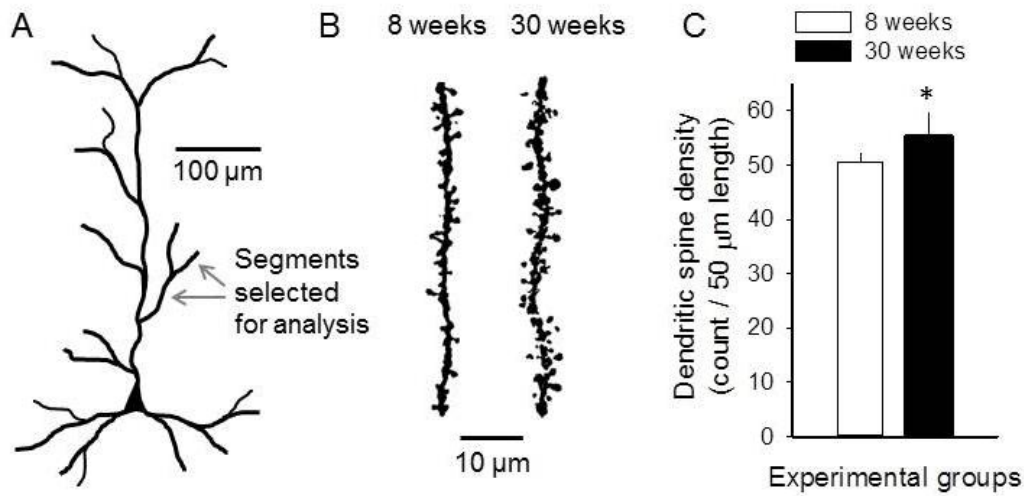 A
100 µm
Segments
selected
for analysis
B
8 weeks
30 weeks
10 µm
C
8 weeks
30 weeks
Dendritic spine density
(count / 50 µm length)
60
50
40
30
20
10
0
*
Experimental groups